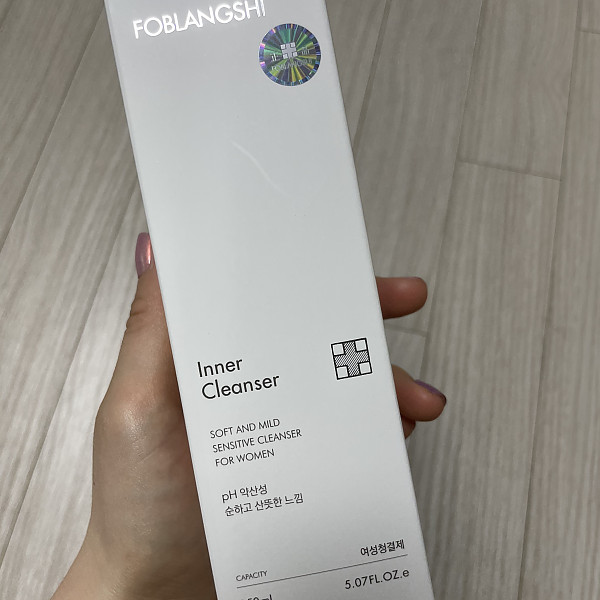 FOBLANGSHI
Inner
Cleanser
SOFT AND MILD
SENSITIVE CLEANSER
FOR WOMEN
pH 약산성
순하고 산뜻한 느낌
여성청결제
CAPACITY
5.07FL.OZ.e